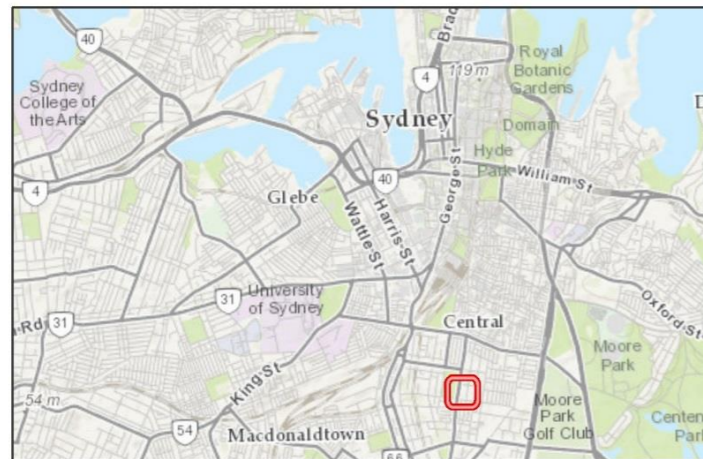 40
Brad
Royal
Botanic
Gardens
4
119 m
Sydney
College of
the Arts
Sydney
Domain
D
Hyde
Park
George St
40
William St
4
Glebe
Wattle St
Harris St
31
University
of Sydney
Rd
31
Central
Oxford St
Moore
Park
King St
54 m
Moore
Park
Golf Club
Centen
Park
54
Macdonaldtown
66